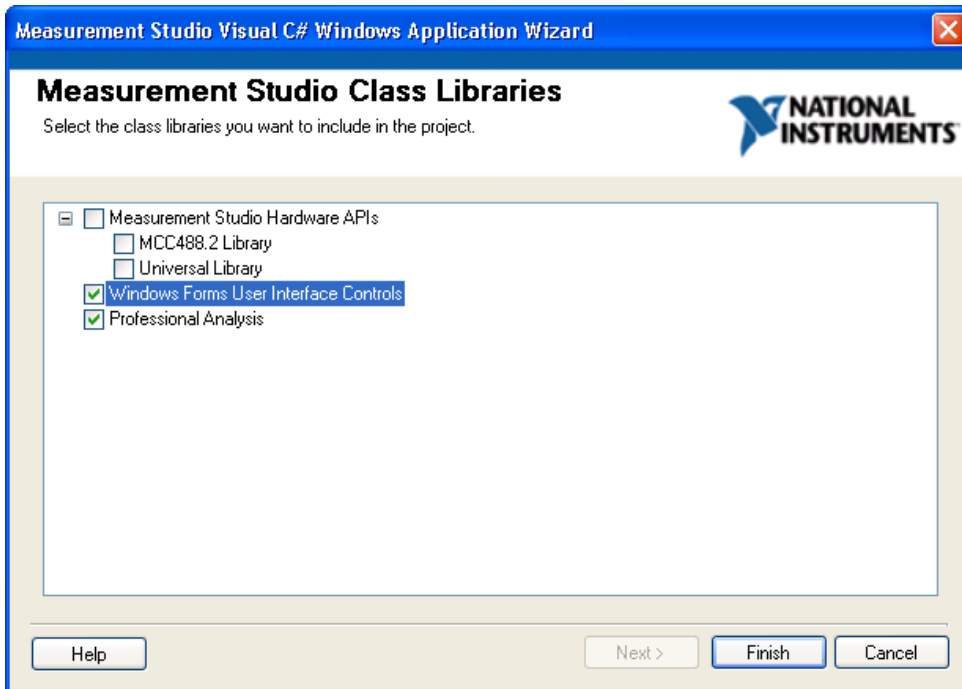 Measurement Studio Visual C# Windows Application Wizard
Measurement Studio Class Libraries
Select the class libraries you want to include in the project.
NATIONAL
INSTRUMENTS
Measurement Studio Hardware APIs
MCC488.2 Library
Universal Library
Windows Forms User Interface Controls
Professional Analysis
Help
Next >
Finish
Cancel